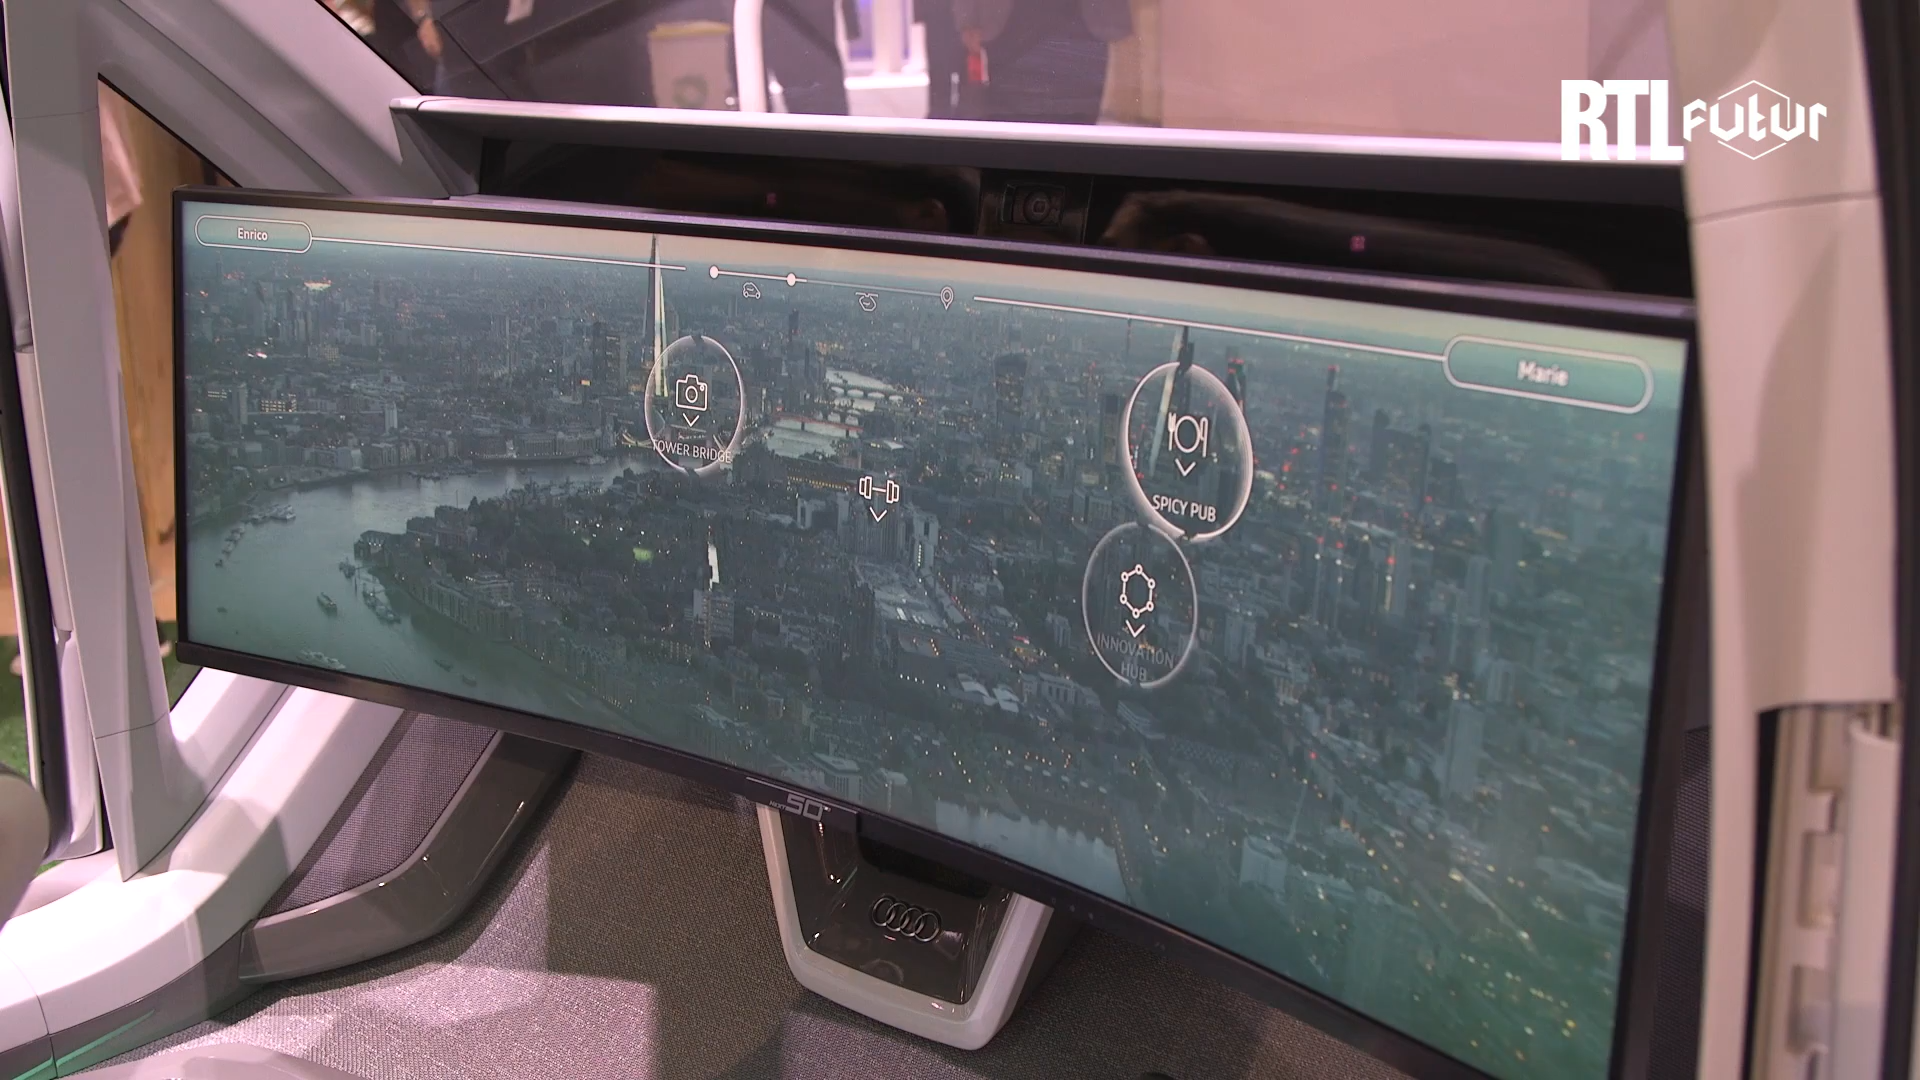 RTL futur
Enrico
Marie
TOWER BRIDGE
SPICY PUB
INNOVATION
HUB
50"